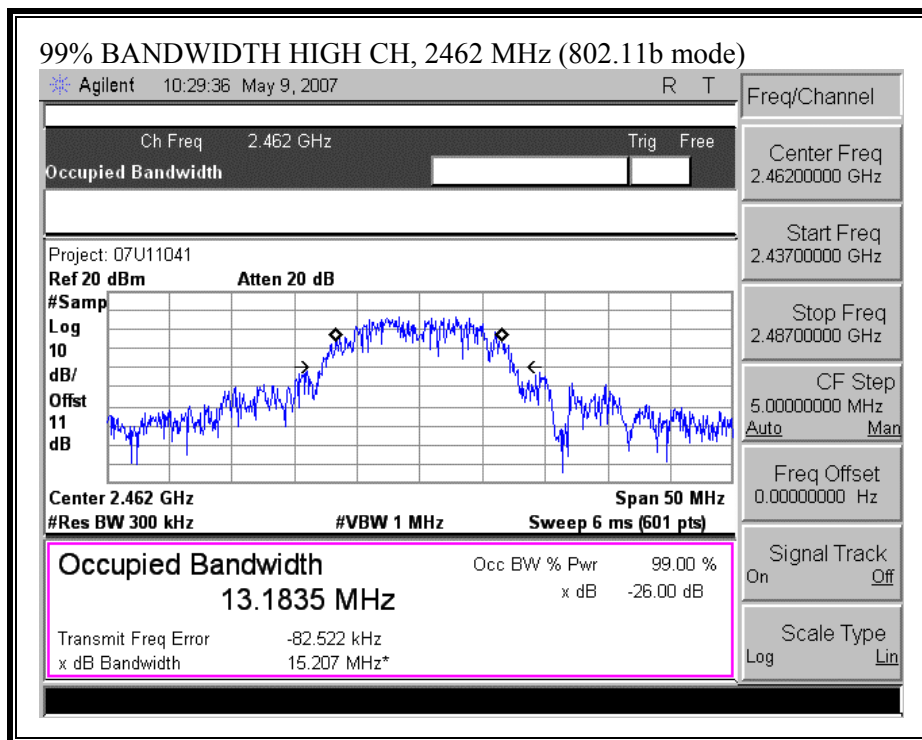 99% BANDWIDTH HIGH CH, 2462 MHz (802.11b mode)
Agilent 10:29:36 May 9, 2007 R T
Ch Freq 2.462 GHz Trig Free
Occupied Bandwidth
Project: 07U11041
Ref 20 dBm Atten 20 dB
#Samp
Log
10
dB/
Offst
11
dB
Center 2.462 GHz Span 50 MHz
#Res BW 300 kHz #VBW 1 MHz Sweep 6 ms (601 pts)
Occupied Bandwidth Occ BW % Pwr 99.00 %
13.1835 MHz x dB -26.00 dB
Transmit Freq Error -82.522 kHz
x dB Bandwidth 15.207 MHz*
Freq/Channel
Center Freq
2.46200000 GHz
Start Freq
2.43700000 GHz
Stop Freq
2.48700000 GHz
CF Step
5.00000000 MHz
Auto Man
Freq Offset
0.00000000 Hz
Signal Track
On Off
Scale Type
Log Lin